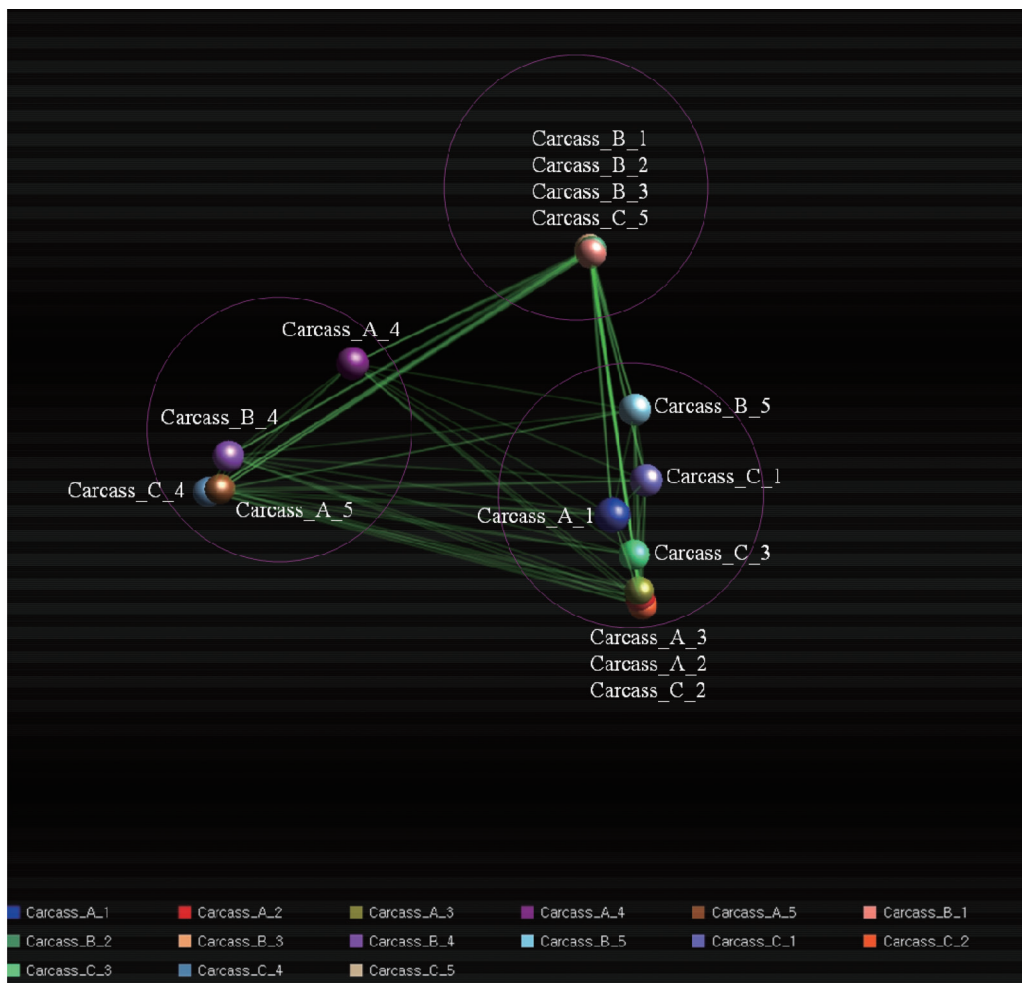 Carcass_B_1
Carcass_B_2
Carcass_B_3
Carcass_C_5
Carcass_A_4
Carcass_B_5
Carcass_B_4
Carcass_C_1
Carcass_C_4
Carcass_A_5
Carcass_A_1
Carcass_C_3
Carcass_A_3
Carcass_A_2
Carcass_C_2
Carcass_A_1 Carcass_A_2 Carcass_A_3 Carcass_A_4 Carcass_A_5 Carcass_B_1
Carcass_B_2 Carcass_B_3 Carcass_B_4 Carcass_B_5 Carcass_C_1 Carcass_C_2
Carcass_C_3 Carcass_C_4 Carcass_C_5